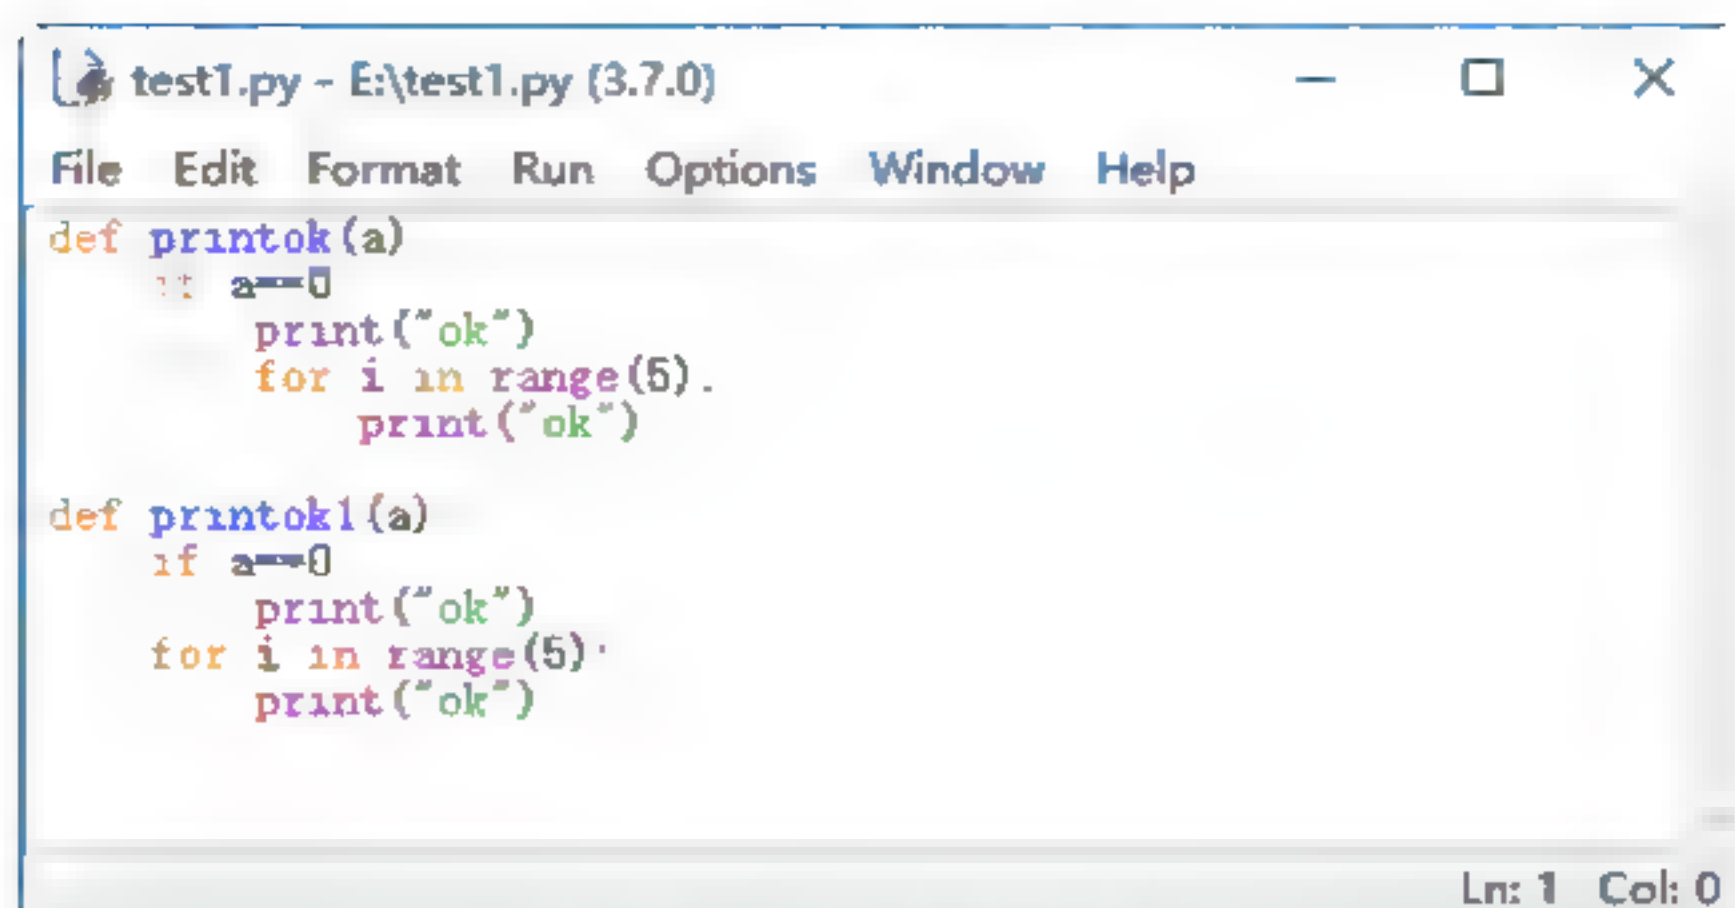 test1.py - E:\test1.py (3.7.0)
File Edit Format Run Options Window Help
def printok(a)
    if a==0
        print("ok")
        for i in range(5):
            print("ok")
def printok1(a)
    if a==0
        print("ok")
    for i in range(5):
        print("ok")
Ln: 1 Col: 0